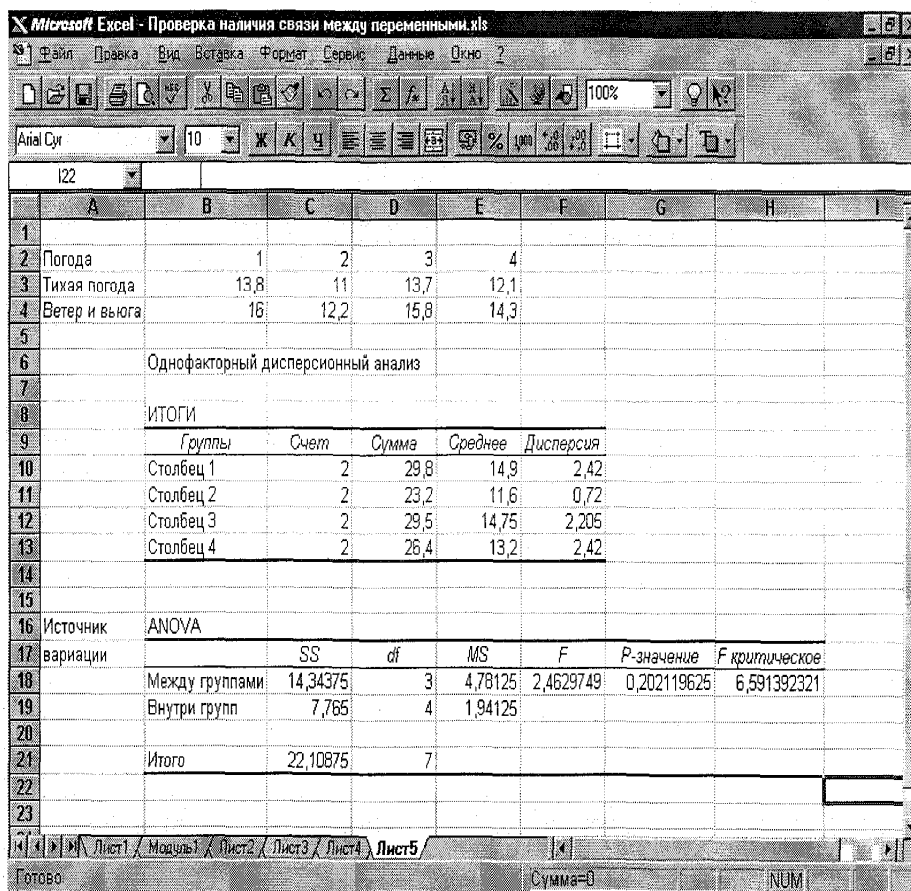 Microsoft Excel - Проверка наличия связи между переменными.xls
Файл Правка Вид Вставка Формат Сервис Данные Окно ?
100%
Arial Cyr 10 Ж К Ч
I22
A B C D E F G H I
1
2 Погода 1 2 3 4
3 Тихая погода 13,8 11 13,7 12,1
4 Ветер и вьюга 16 12,2 15,8 14,3
5
6 Однофакторный дисперсионный анализ
7
8 ИТОГИ
9 Группы Счет Сумма Среднее Дисперсия
10 Столбец 1 2 29,8 14,9 2,42
11 Столбец 2 2 23,2 11,6 0,72
12 Столбец 3 2 29,5 14,75 2,205
13 Столбец 4 2 26,4 13,2 2,42
14
15
16 Источник ANOVA
17 вариации SS df MS F P-значение F критическое
18 Между группами 14,34375 3 4,78125 2,4629749 0,202119625 6,591392321
19 Внутри групп 7,765 4 1,94125
20
21 Итого 22,10875 7
22
23
Лист1 Модуль1 Лист2 Лист3 Лист4 Лист5
Готово Сумма=0 NUM